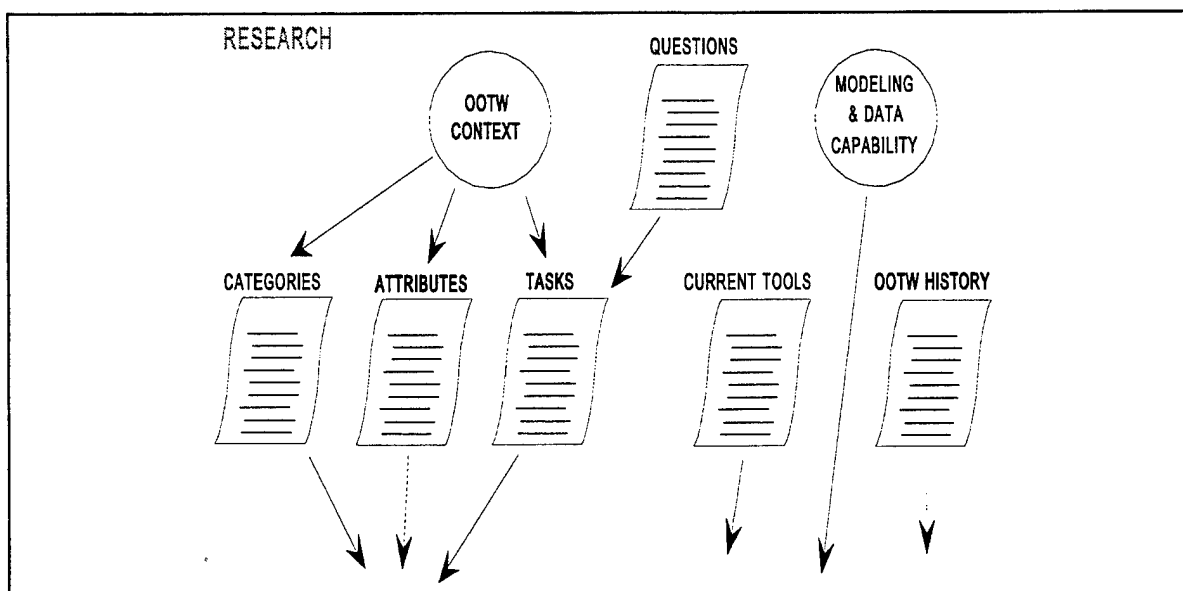 RESEARCH
QUESTIONS
OOTW
CONTEXT
MODELING
& DATA
CAPABILITY
CATEGORIES
ATTRIBUTES
TASKS
CURRENT TOOLS
OOTW HISTORY